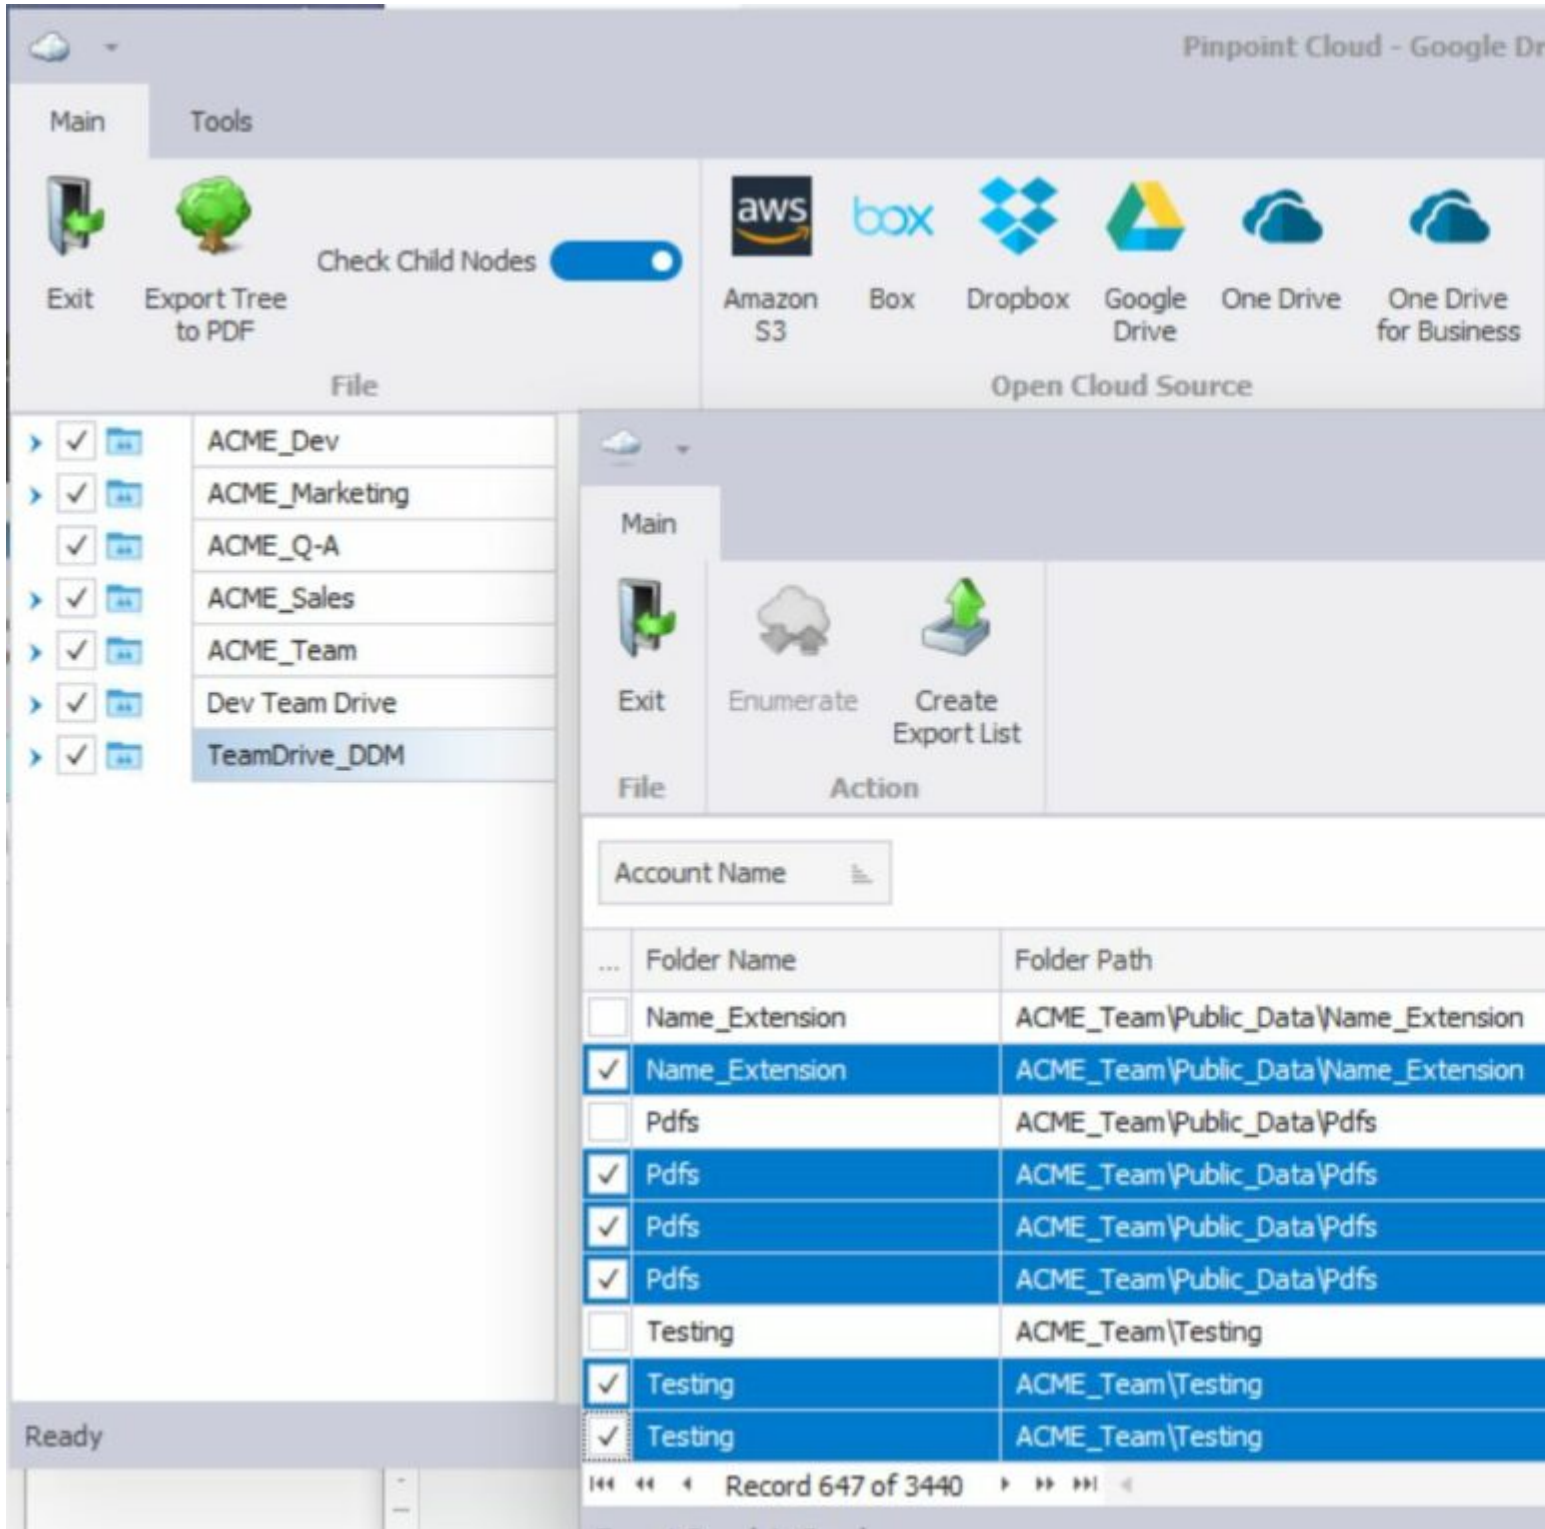 Pinpoint Cloud - Google Dr
Main Tools
aws box
Check Child Nodes
Exit Export Tree Amazon Box Dropbox Google One Drive One Drive
to PDF S3 Drive for Business
File Open Cloud Source
ACME_Dev
ACME_Marketing
ACME_Q-A
ACME_Sales
ACME_Team
Dev Team Drive
TeamDrive_DDM
Ready
Main
Exit Enumerate Create
Export List
File Action
Account Name
... Folder Name Folder Path
Name_Extension ACME_Team\Public_Data\Name_Extension
Name_Extension ACME_Team\Public_Data\Name_Extension
Pdfs ACME_Team\Public_Data\Pdfs
Pdfs ACME_Team\Public_Data\Pdfs
Pdfs ACME_Team\Public_Data\Pdfs
Pdfs ACME_Team\Public_Data\Pdfs
Testing ACME_Team\Testing
Testing ACME_Team\Testing
Testing ACME_Team\Testing
Record 647 of 3440